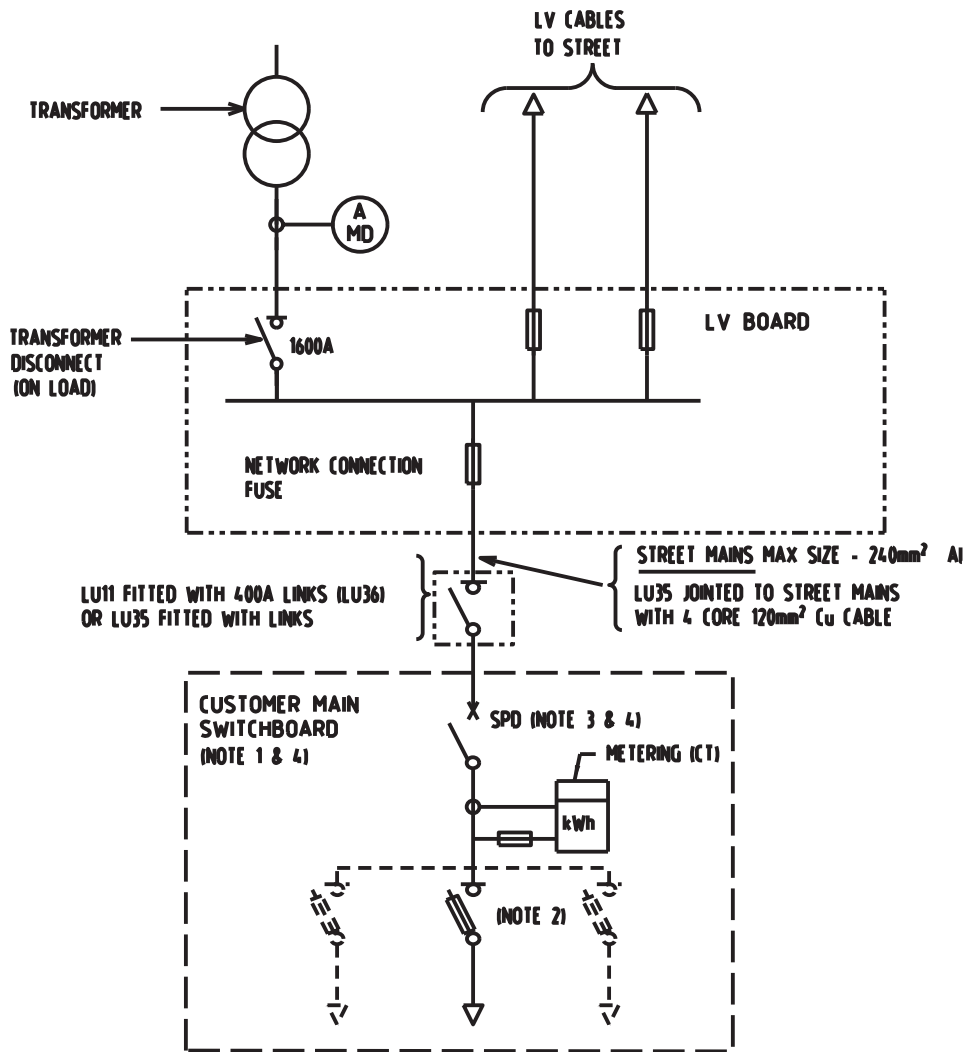 LV CABLES
TO STREET
TRANSFORMER
A
MD
TRANSFORMER
DISCONNECT
(ON LOAD)
1600A
LV BOARD
NETWORK CONNECTION
FUSE
STREET MAINS MAX SIZE - 240mm² Al
LU35 JOINTED TO STREET MAINS
WITH 4 CORE 120mm² Cu CABLE
LU11 FITTED WITH 400A LINKS (LU36)
OR LU35 FITTED WITH LINKS
CUSTOMER MAIN
SWITCHBOARD
(NOTE 1 & 4)
SPD (NOTE 3 & 4)
METERING (CT)
kWh
(NOTE 2)